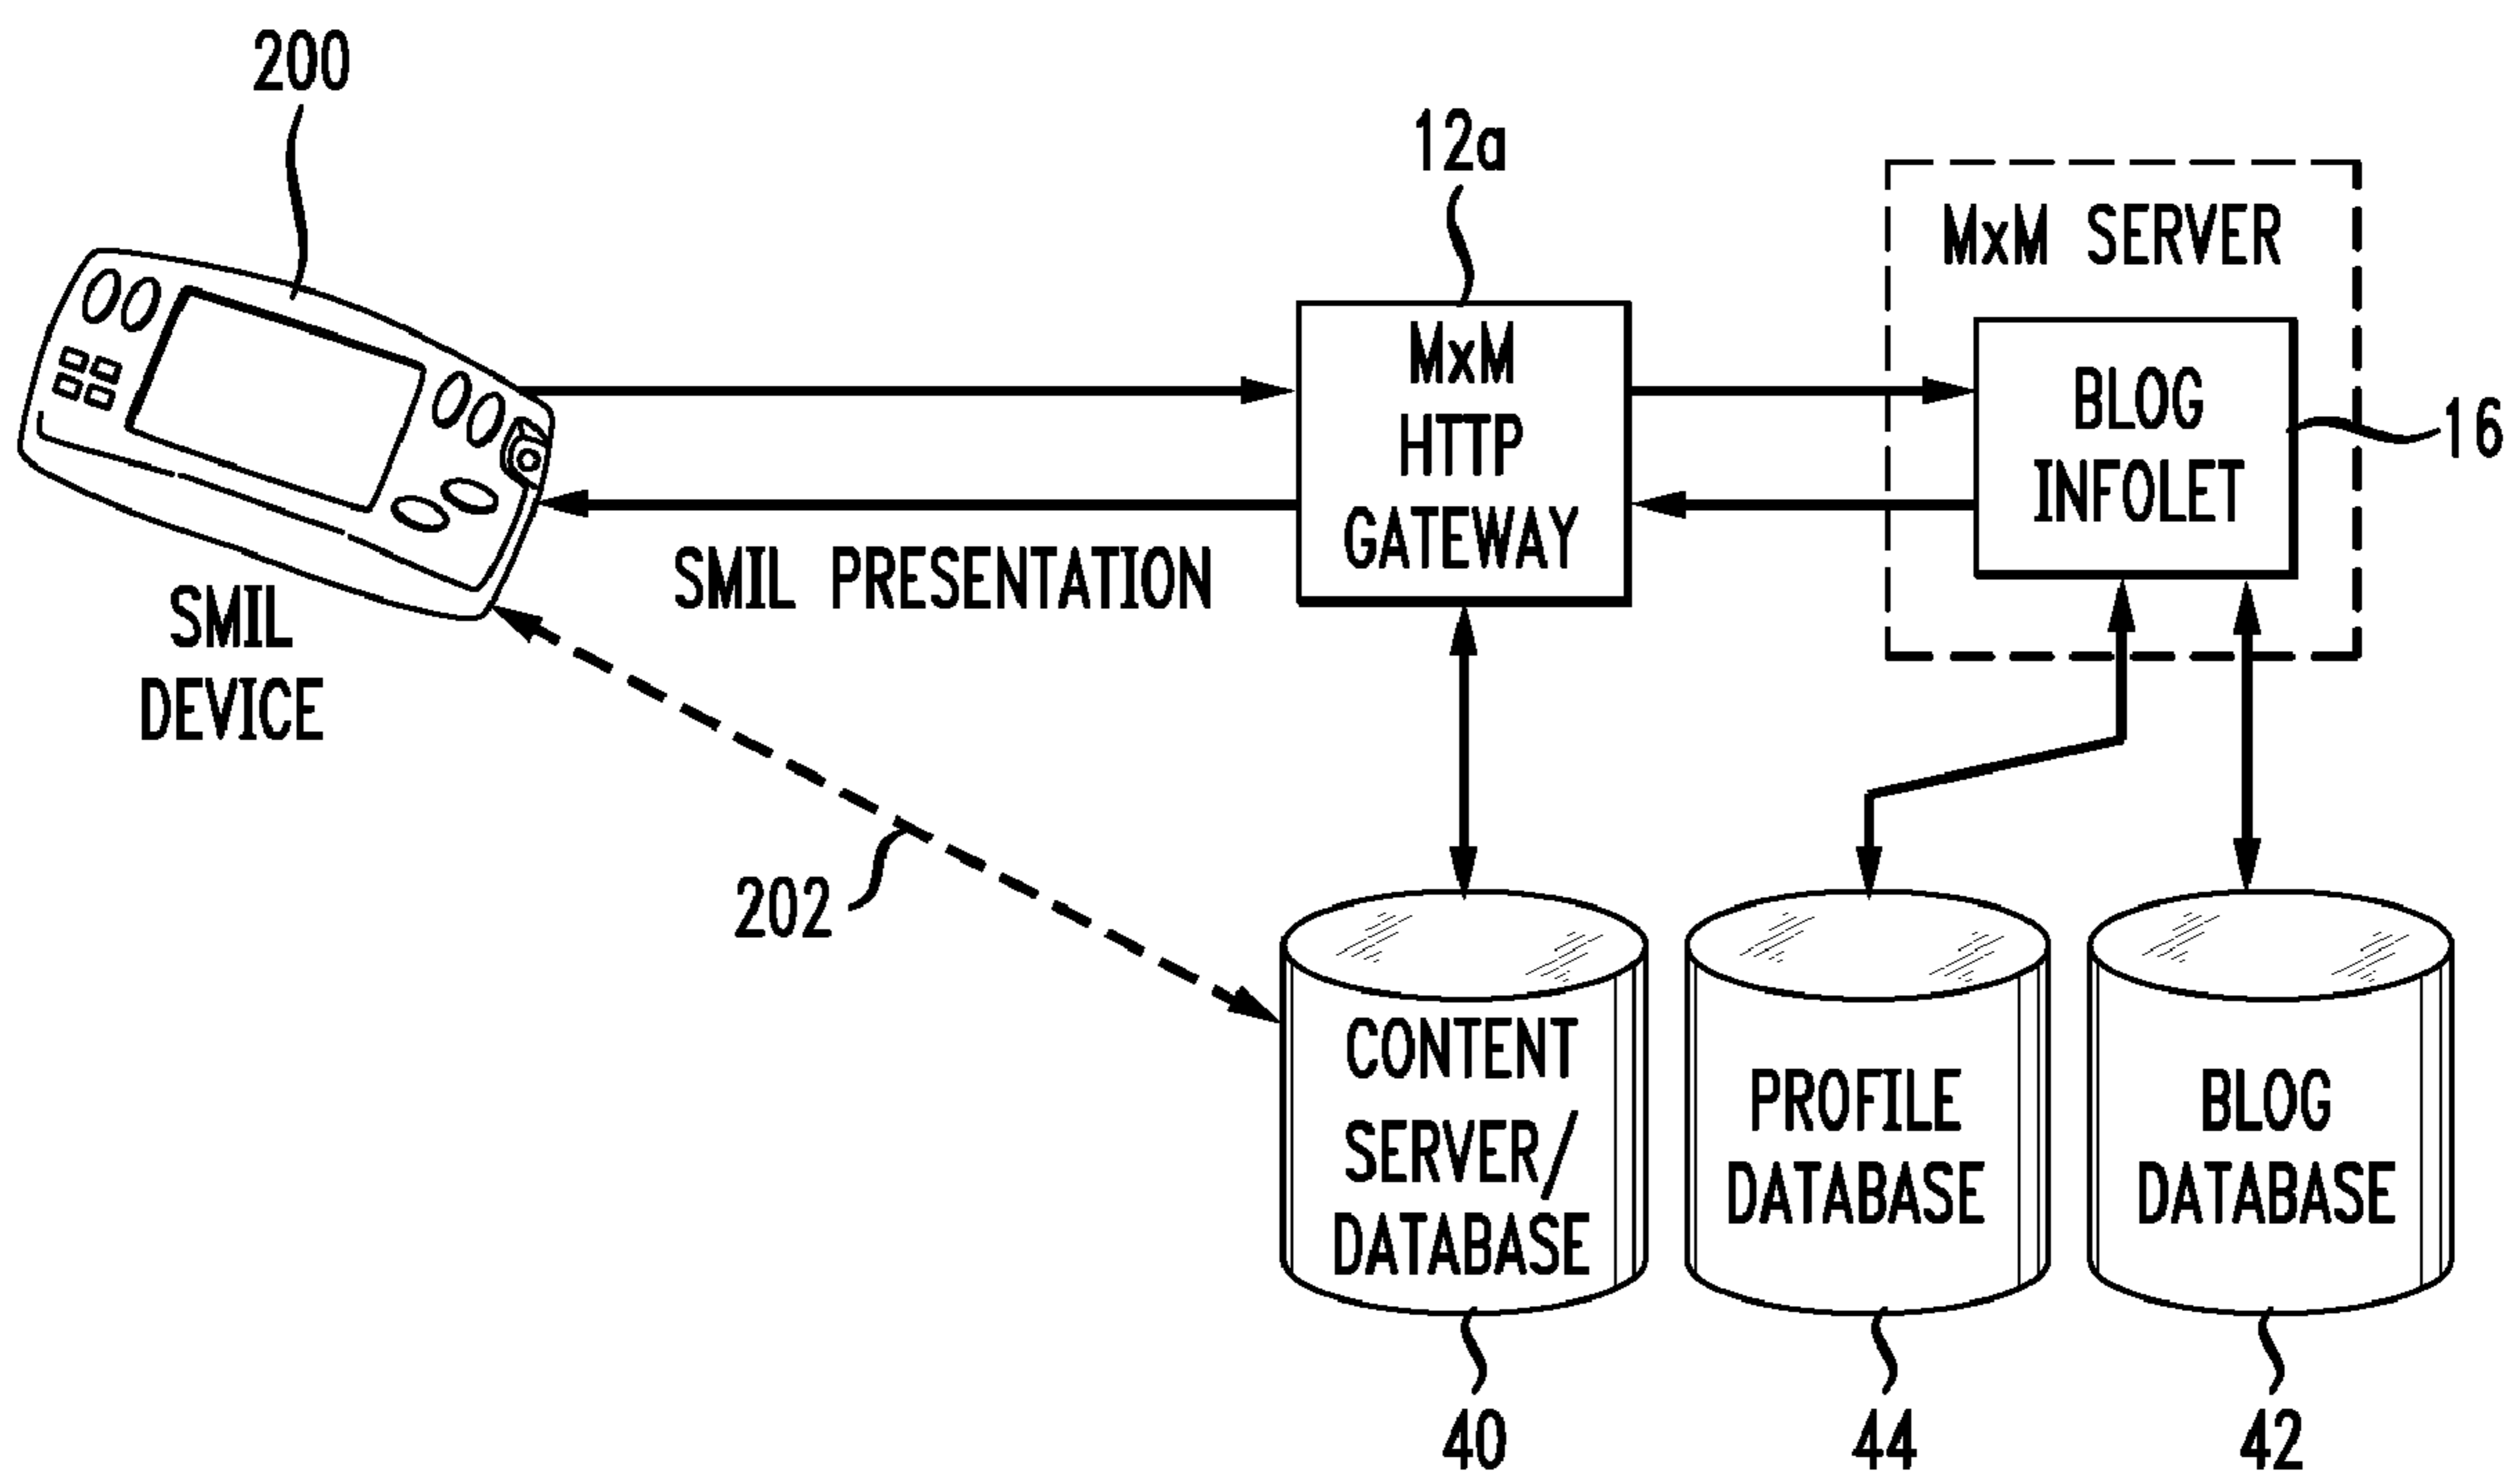 200
12a
MxM SERVER
MxM
HTTP
GATEWAY
BLOG
INFOLET
16
SMIL PRESENTATION
SMIL
DEVICE
202
CONTENT
SERVER/
DATABASE
PROFILE
DATABASE
BLOG
DATABASE
40
44
42